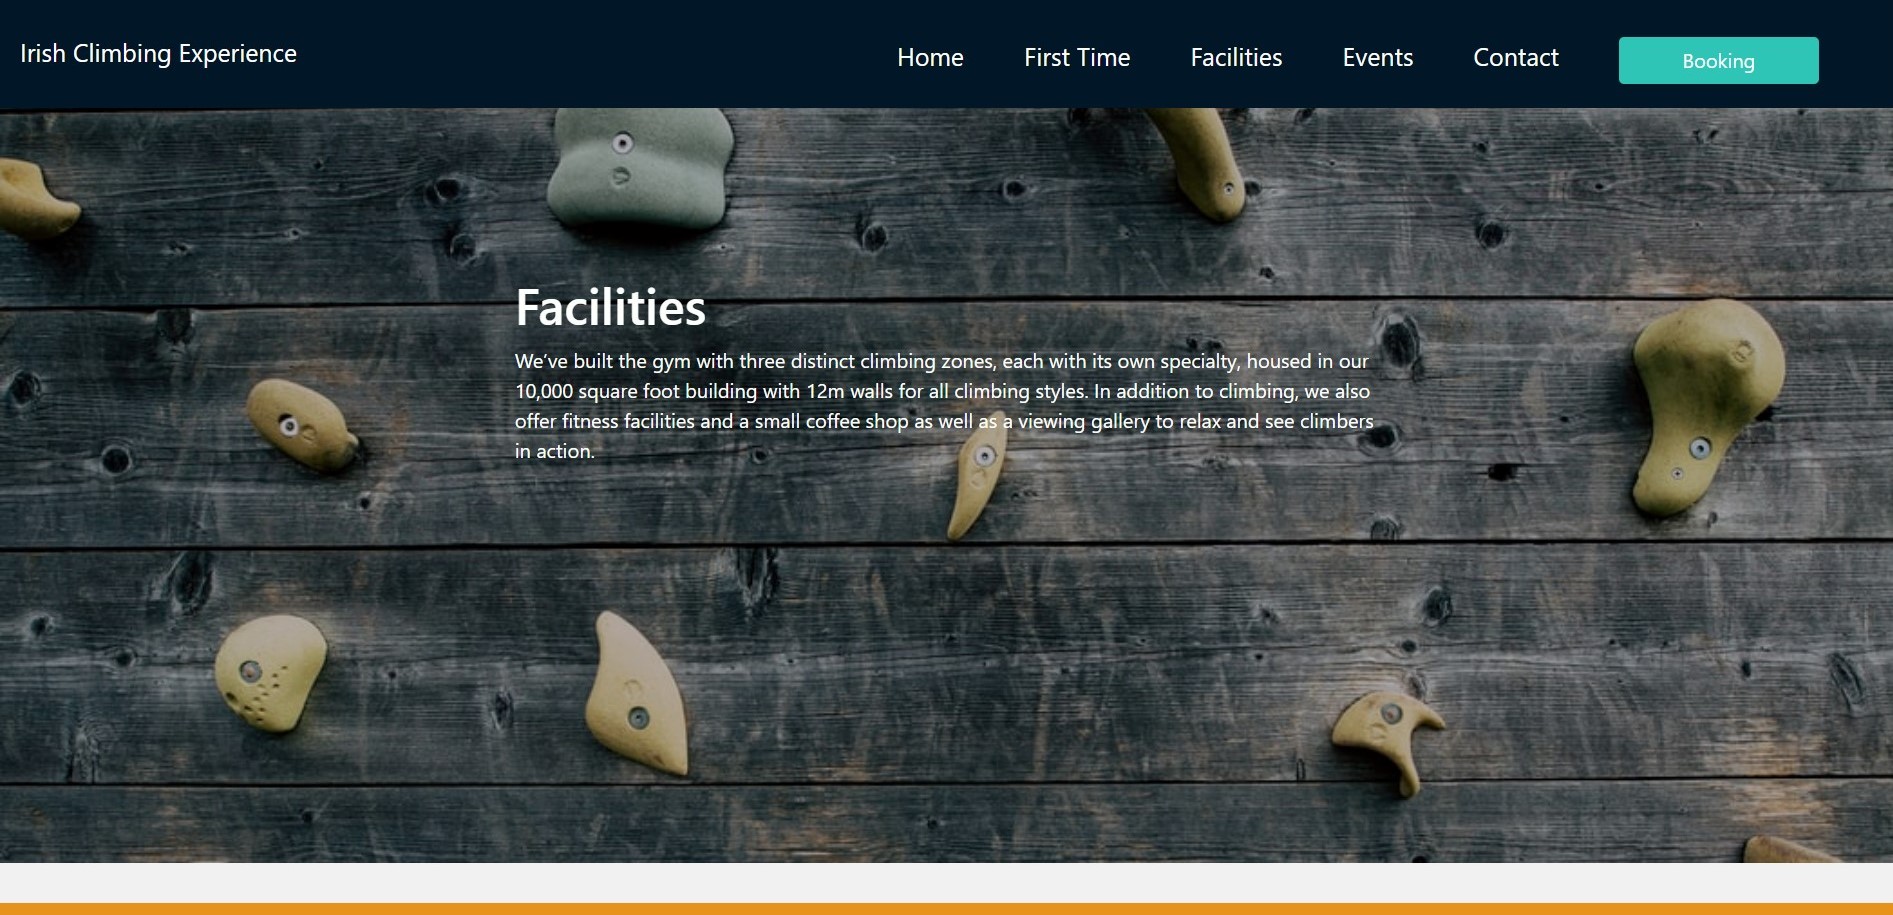 Irish Climbing Experience
Home First Time Facilities Events Contact Booking
Facilities
We’ve built the gym with three distinct climbing zones, each with its own specialty, housed in our
10,000 square foot building with 12m walls for all climbing styles. In addition to climbing, we also
offer fitness facilities and a small coffee shop as well as a viewing gallery to relax and see climbers
in action.